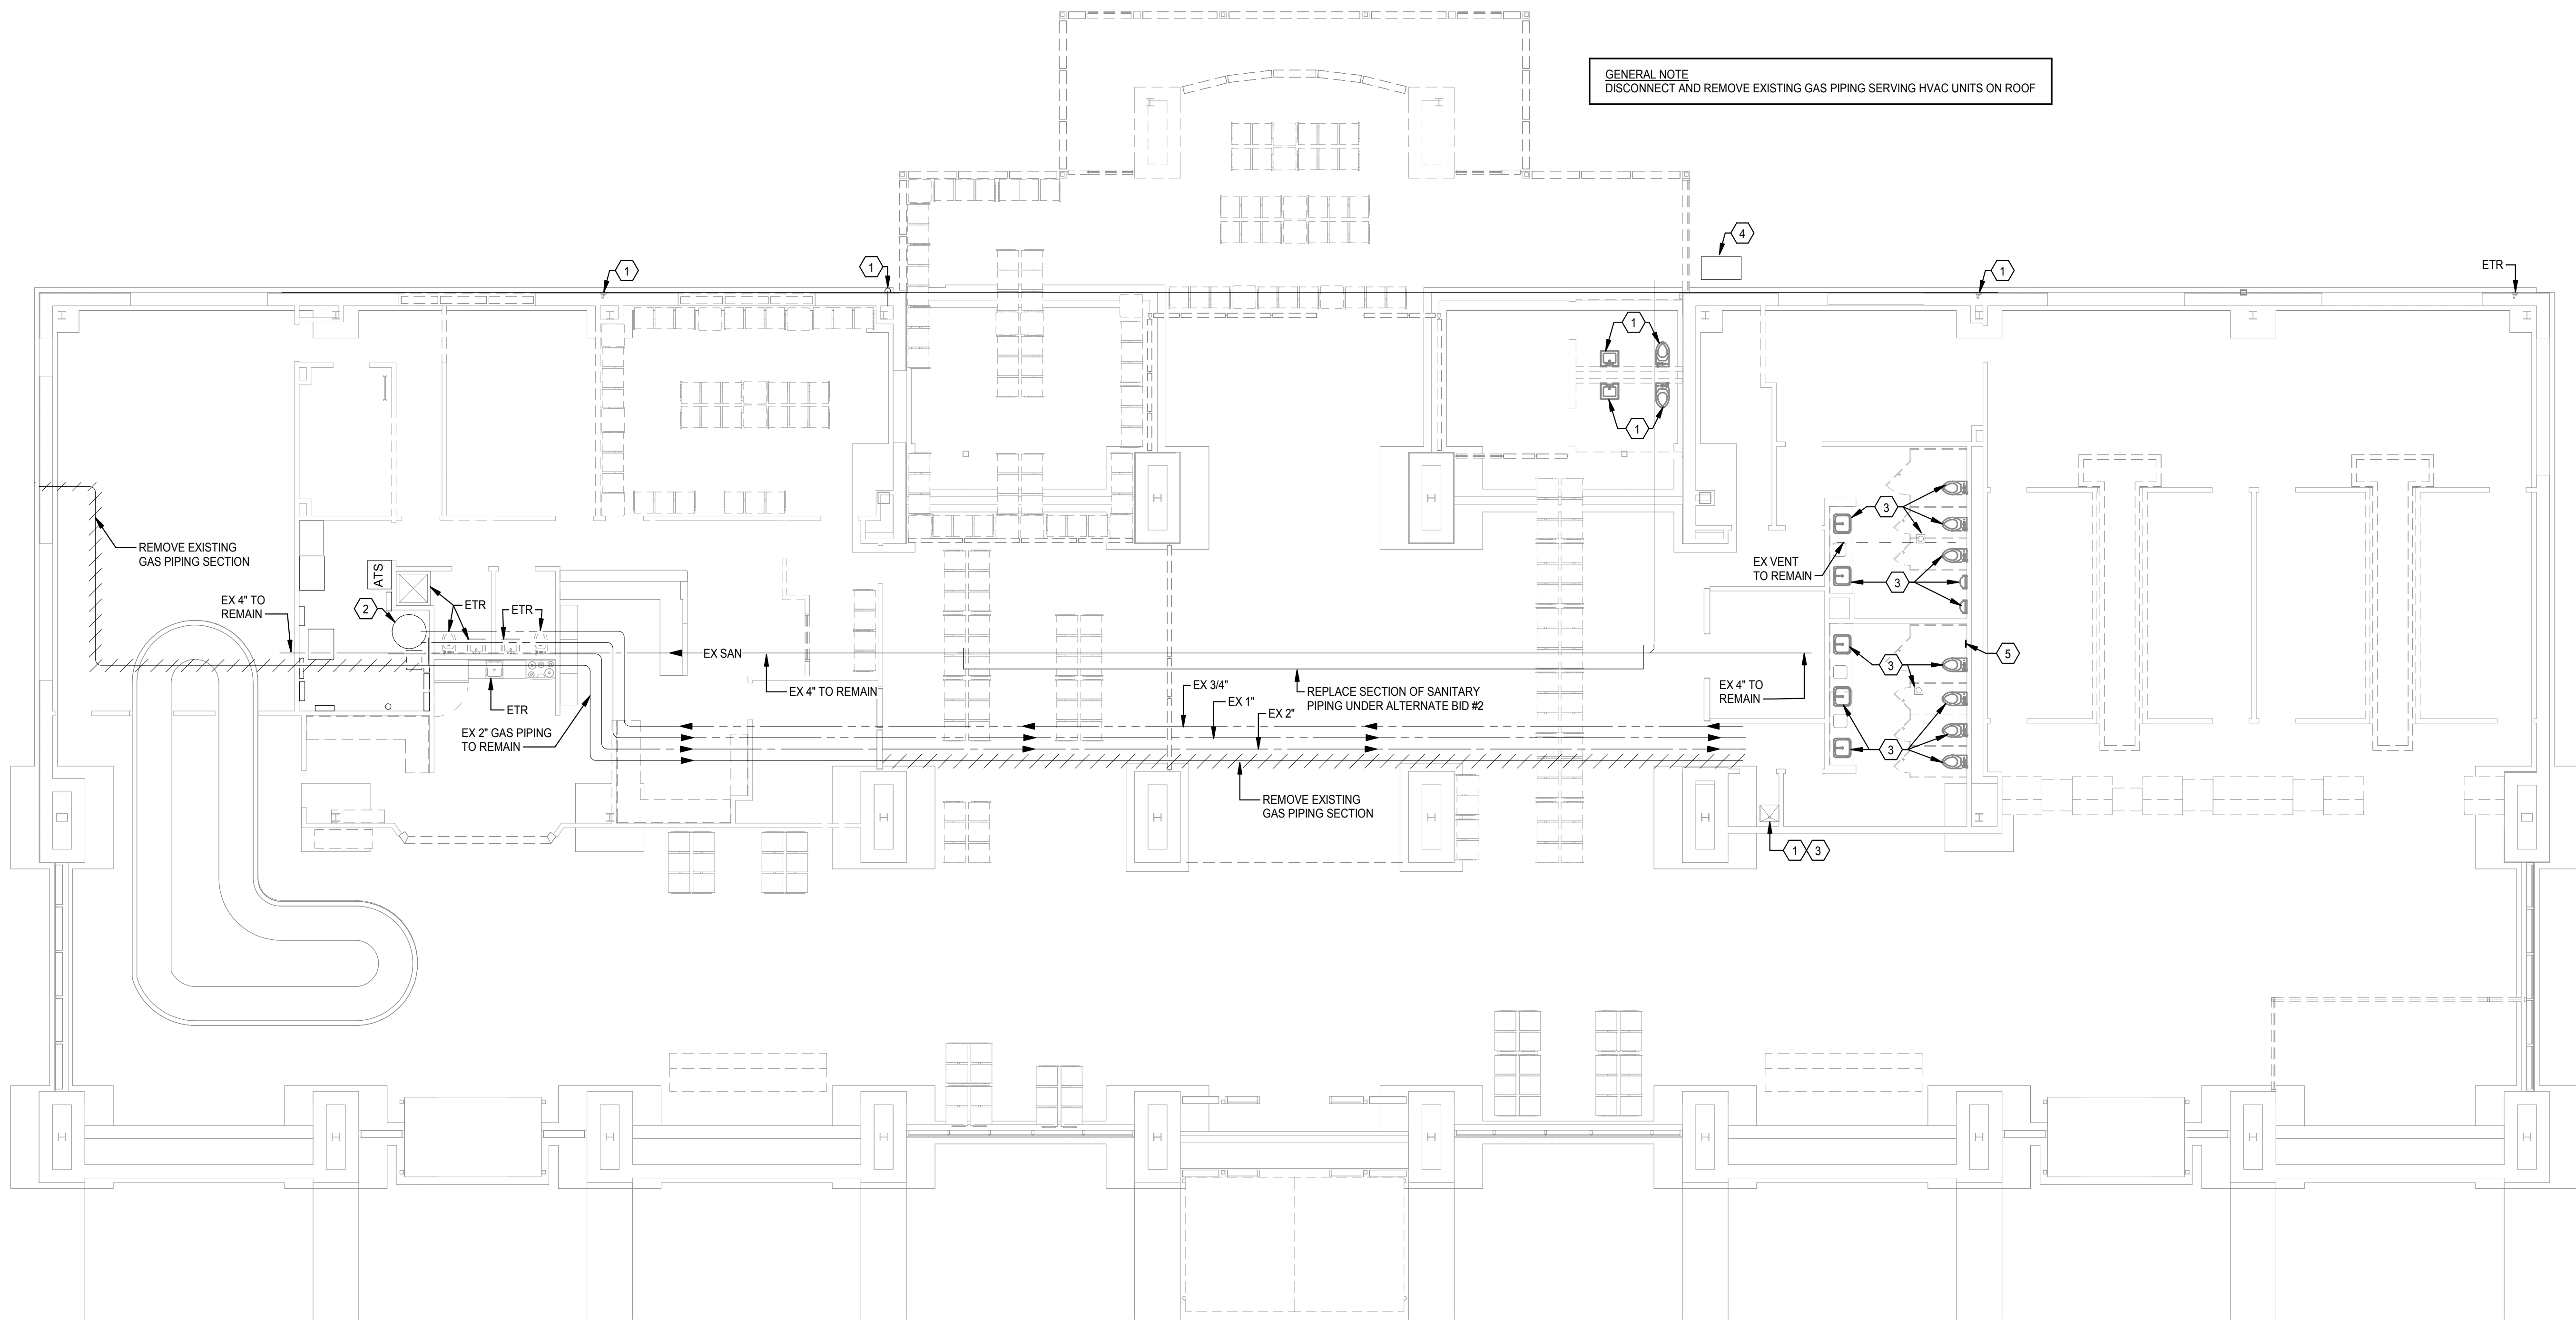 GENERAL NOTE
DISCONNECT AND REMOVE EXISTING GAS PIPING SERVING HVAC UNITS ON ROOF
4
1
1
1
ETR
1
1
3
REMOVE EXISTING
GAS PIPING SECTION
EX VENT
TO REMAIN
ATS
3
EX 4" TO
REMAIN
2
ETR
ETR
EX SAN
5
3
EX 4" TO REMAIN
EX 3/4"
REPLACE SECTION OF SANITARY
PIPING UNDER ALTERNATE BID #2
EX 4" TO
REMAIN
EX 1"
ETR
EX 2"
EX 2" GAS PIPING
TO REMAIN
3
REMOVE EXISTING
GAS PIPING SECTION
1 3